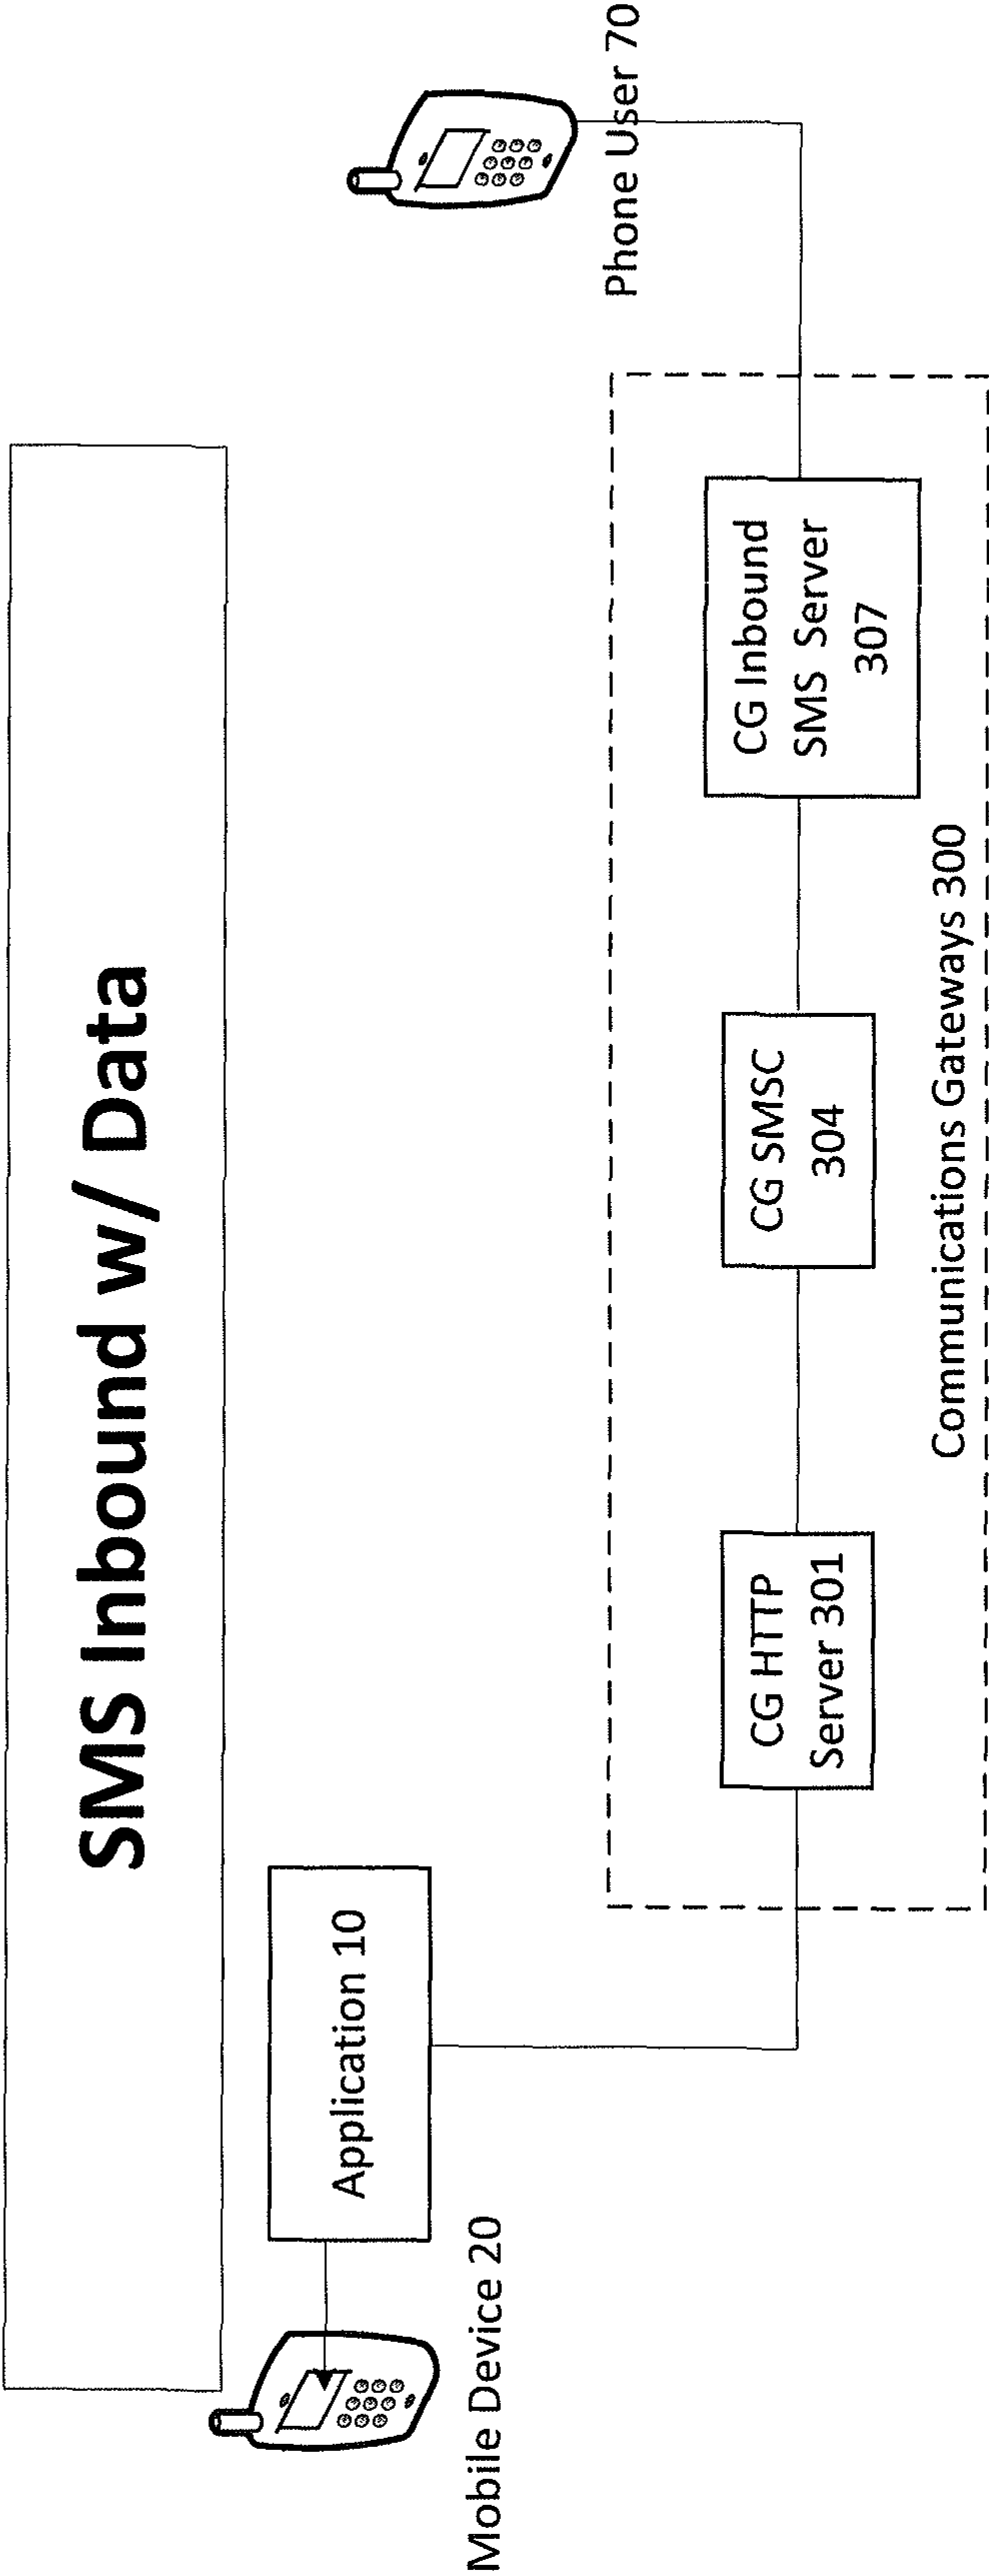 SMS Inbound w/ Data
Application 10
Mobile Device 20
Phone User 70
CG HTTP
Server 301
CG SMSC
304
CG Inbound
SMS Server
307
Communications Gateways 300